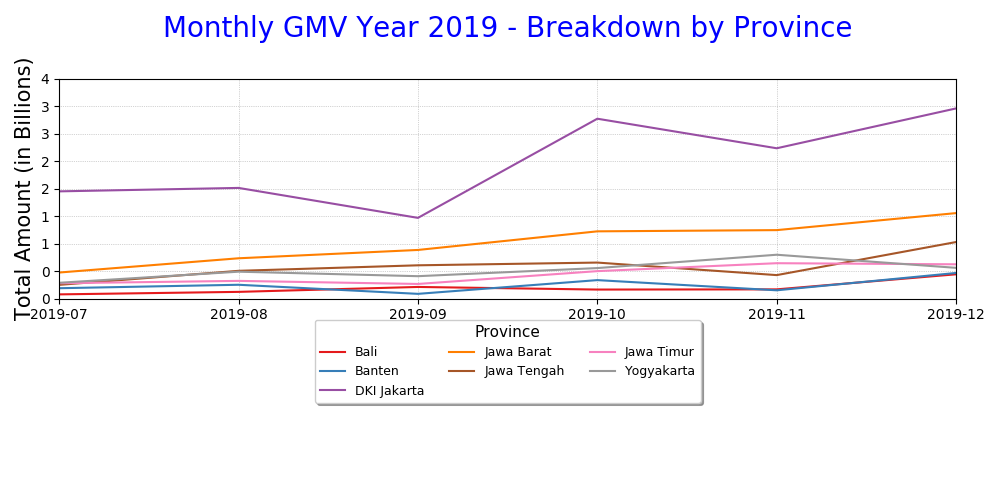 Monthly GMV Year 2019 - Breakdown by Province
Total Amount (in Billions)
4
3
3
2
2
1
1
0
0
2019-07 2019-08 2019-09 2019-10 2019-11 2019-12
Province
Bali Jawa Barat Jawa Timur
Banten Jawa Tengah Yogyakarta
DKI Jakarta